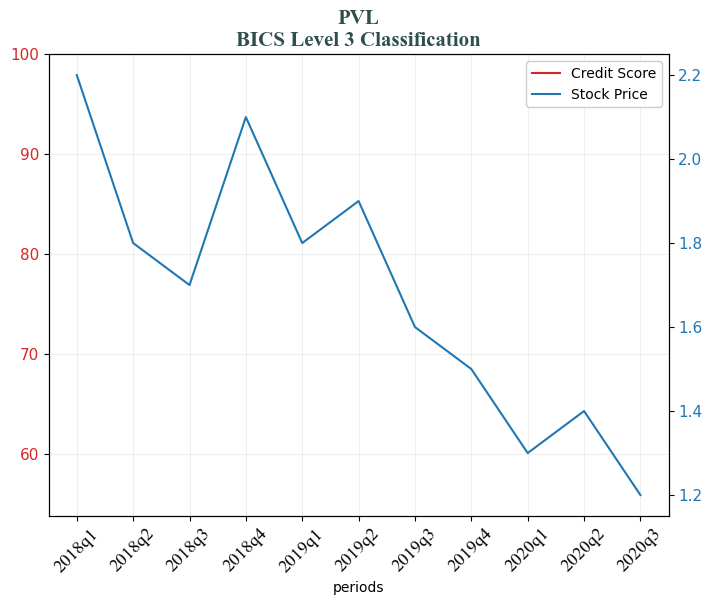 PVL
BICS Level 3 Classification
100
90
80
70
60
Credit Score
Stock Price
2.2
2.0
1.8
1.6
1.4
1.2
2018q1
2018q2
2018q3
2018q4
2019q1
2019q2
2019q3
2019q4
2020q1
2020q2
2020q3
periods